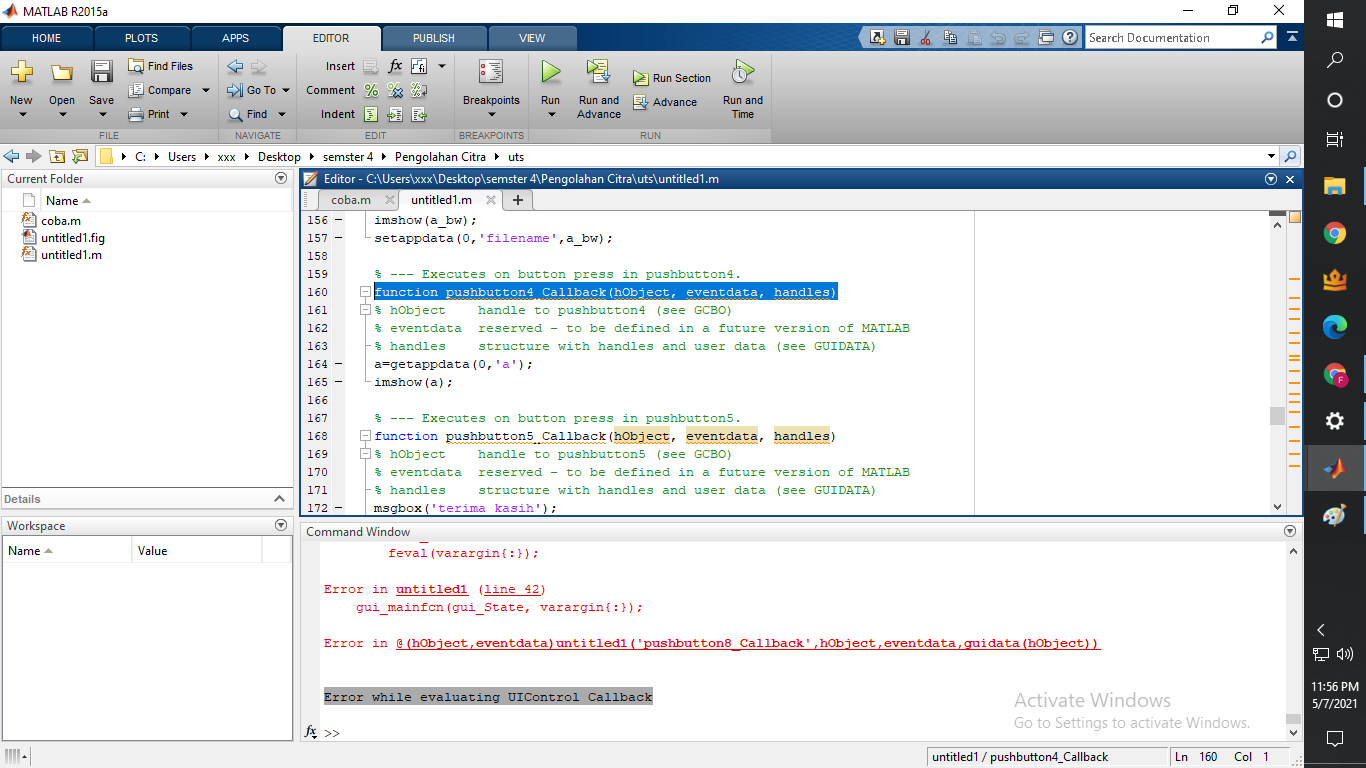 MATLAB R2015a
HOME PLOTS APPS EDITOR PUBLISH VIEW
Search Documentation
New
Open
Save
Find Files
Compare
Print
FILE
Go To
Find
NAVIGATE
Insert
Comment
Indent
EDIT
Breakpoints
BREAKPOINTS
Run
Run and
Advance
Run Section
Advance
Run and
Time
RUN
C: Users xxx Desktop semster 4 Pengolahan Citra uts
Current Folder
Name
coba.m
untitled1.fig
untitled1.m
Details
Workspace
Name Value
Editor - C:\Users\xxx\Desktop\semster 4\Pengolahan Citra\uts\untitled1.m
coba.m untitled1.m
156 – imshow(a_bw);
157 – setappdata(0,'filename',a_bw);
158
159 % --- Executes on button press in pushbutton4.
160 function pushbutton4_Callback(hObject, eventdata, handles)
161 % hObject    handle to pushbutton4 (see GCBO)
162 % eventdata  reserved - to be defined in a future version of MATLAB
163 % handles    structure with handles and user data (see GUIDATA)
164 – a=getappdata(0,'a');
165 – imshow(a);
166
167 % --- Executes on button press in pushbutton5.
168 function pushbutton5_Callback(hObject, eventdata, handles)
169 % hObject    handle to pushbutton5 (see GCBO)
170 % eventdata  reserved - to be defined in a future version of MATLAB
171 % handles    structure with handles and user data (see GUIDATA)
172 – msgbox('terima kasih');
Command Window
feval(varargin{:});
Error in untitled1 (line 42)
gui_mainfcn(gui_State, varargin{:});
Error in @(hObject,eventdata)untitled1('pushbutton8_Callback',hObject,eventdata,guidata(hObject))
Error while evaluating UIControl Callback
fx >>
Activate Windows
Go to Settings to activate Windows.
untitled1 / pushbutton4_Callback
Ln 160 Col 1
F
11:56 PM
5/7/2021